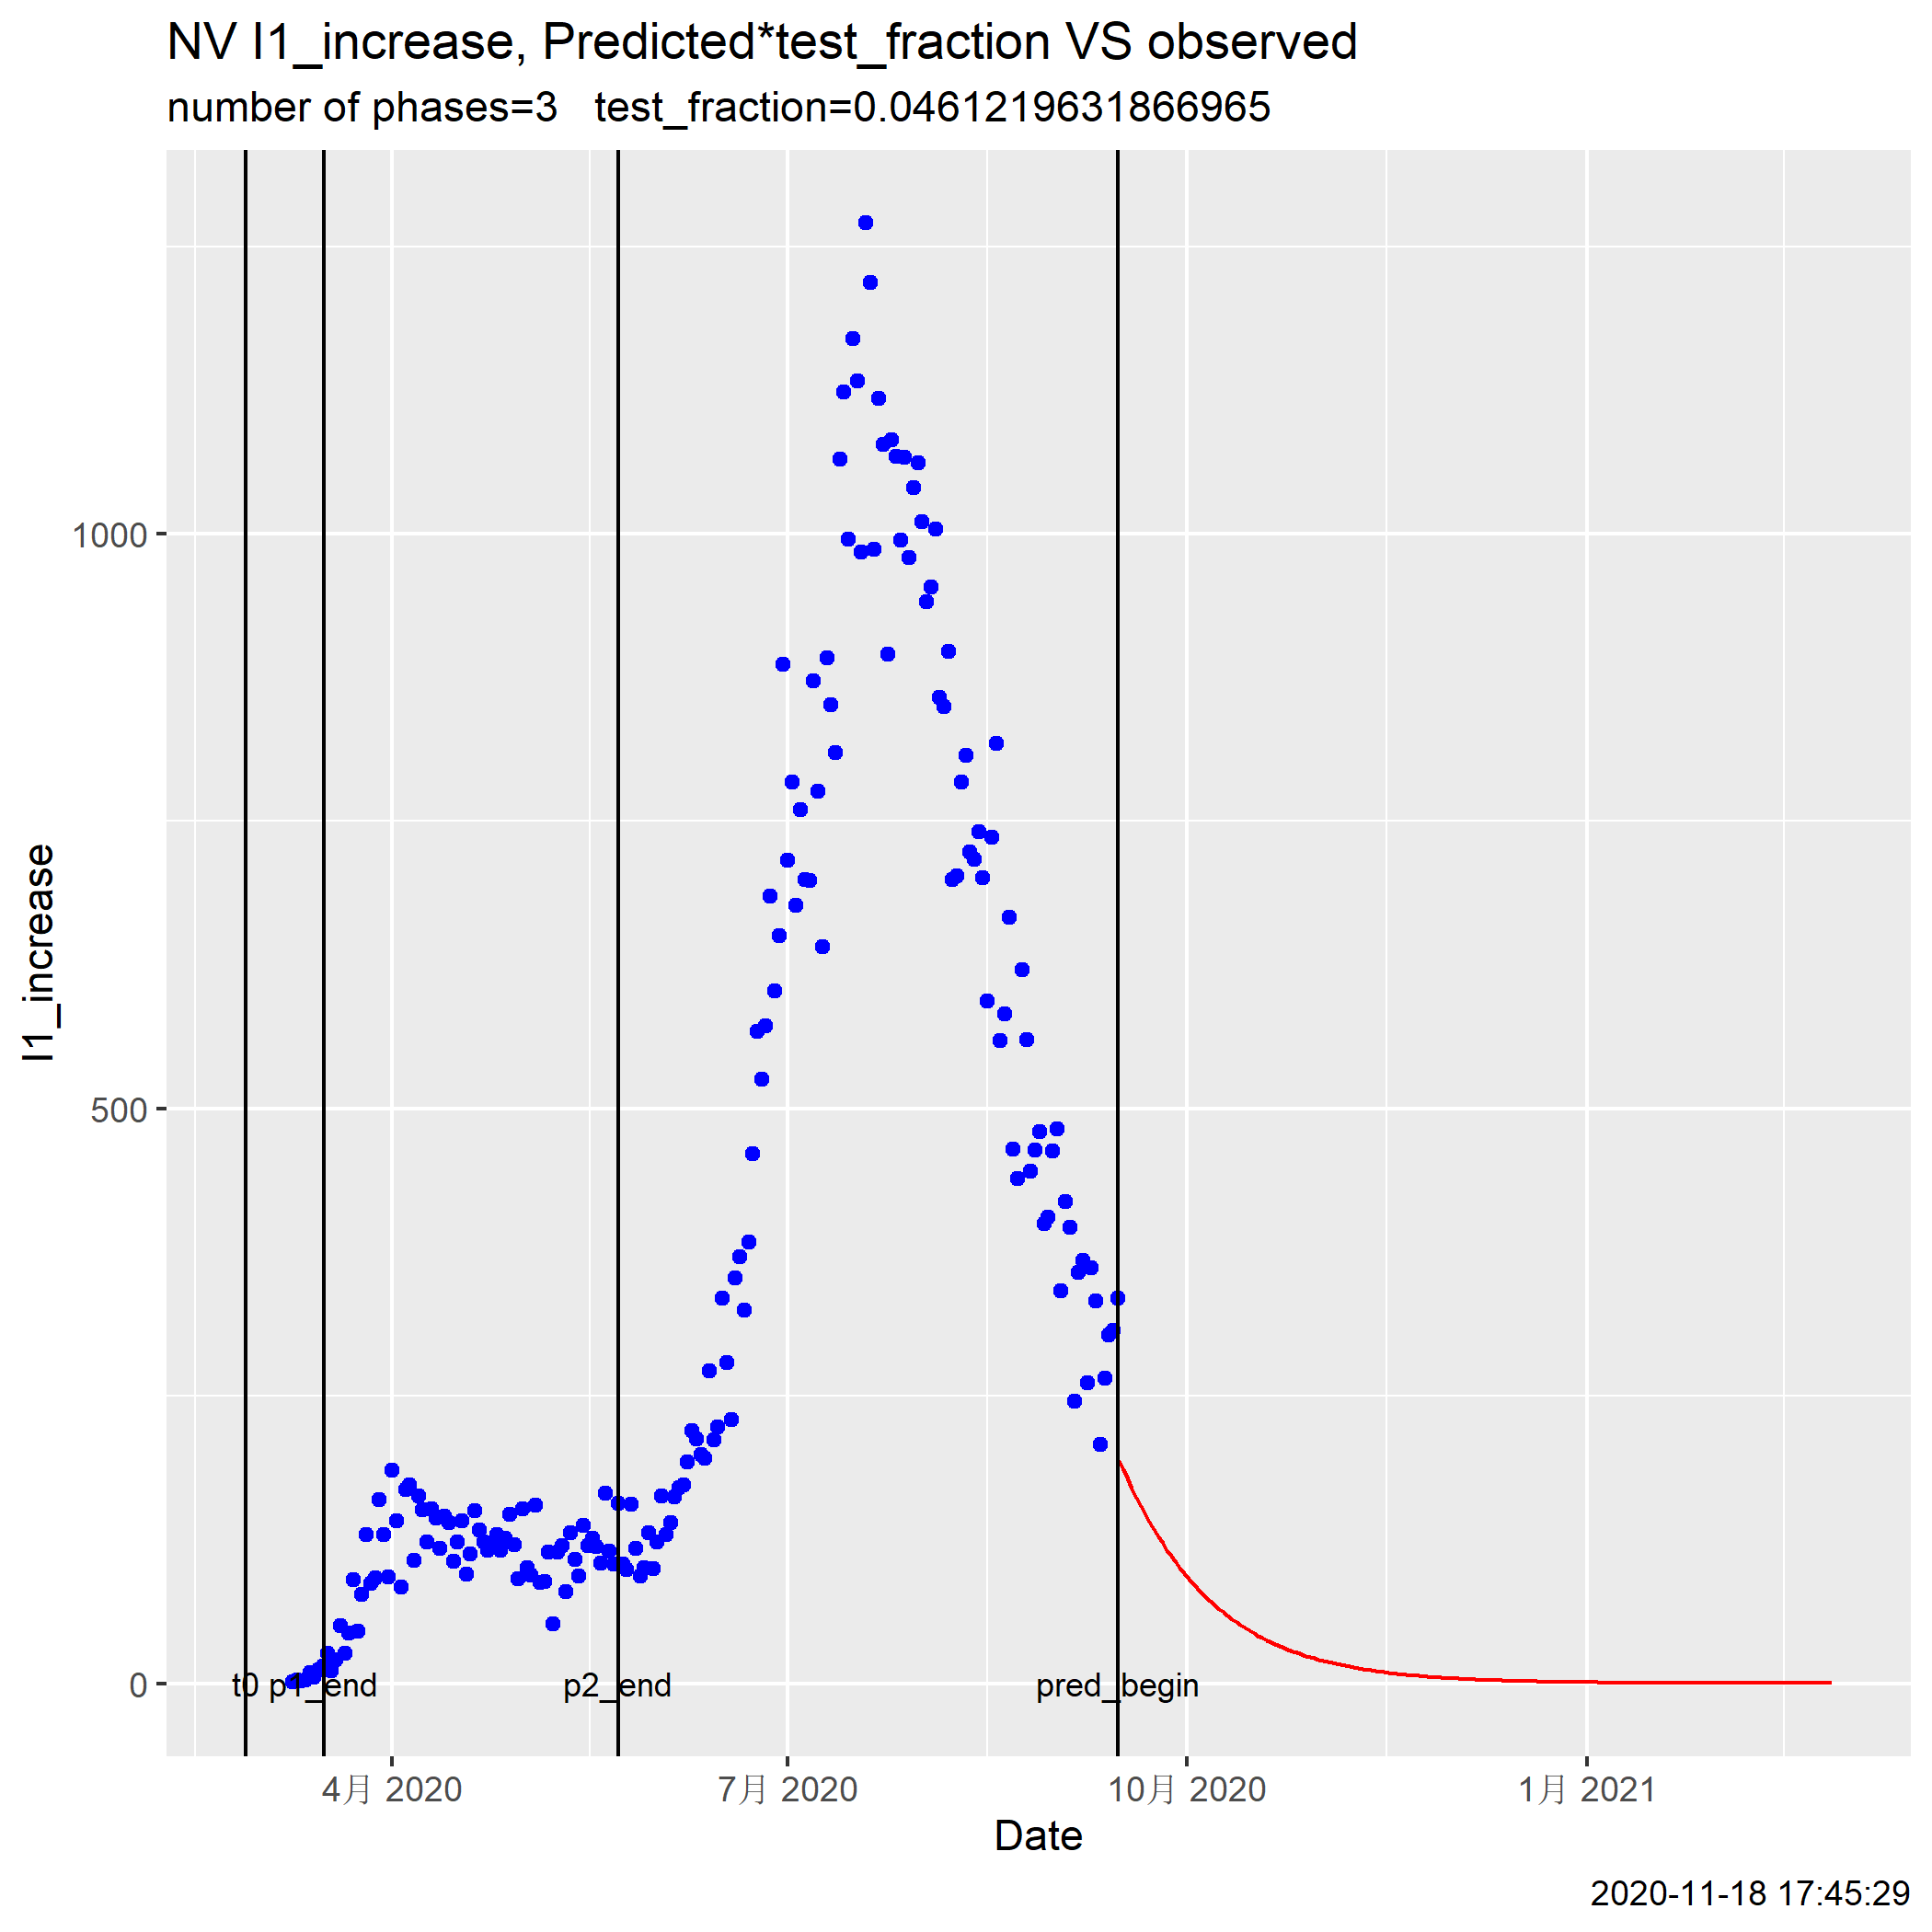 NV I1_increase, Predicted*test_fraction VS observed
number of phases=3 test_fraction=0.0461219631866965
1000
500
0
I1_increase
t0 p1_end p2_end pred_begin
4月 2020 7月 2020 10月 2020 1月 2021
Date
2020-11-18 17:45:29